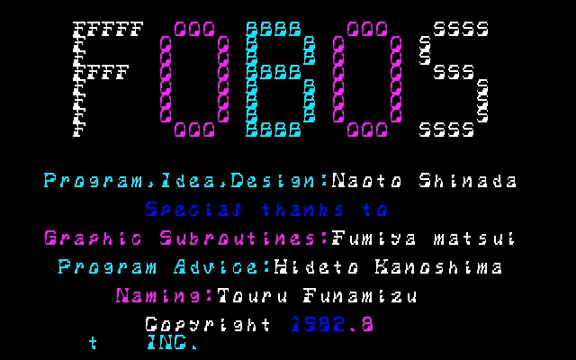 FOBOS
Program,Idea,Design:Naoto Shinada
Special thanks to
Graphic Subroutines:Fumiya matsui
Program Advice:Hideto Kanoshima
Naming:Touru Funamizu
Copyright 1982.8
t INC.